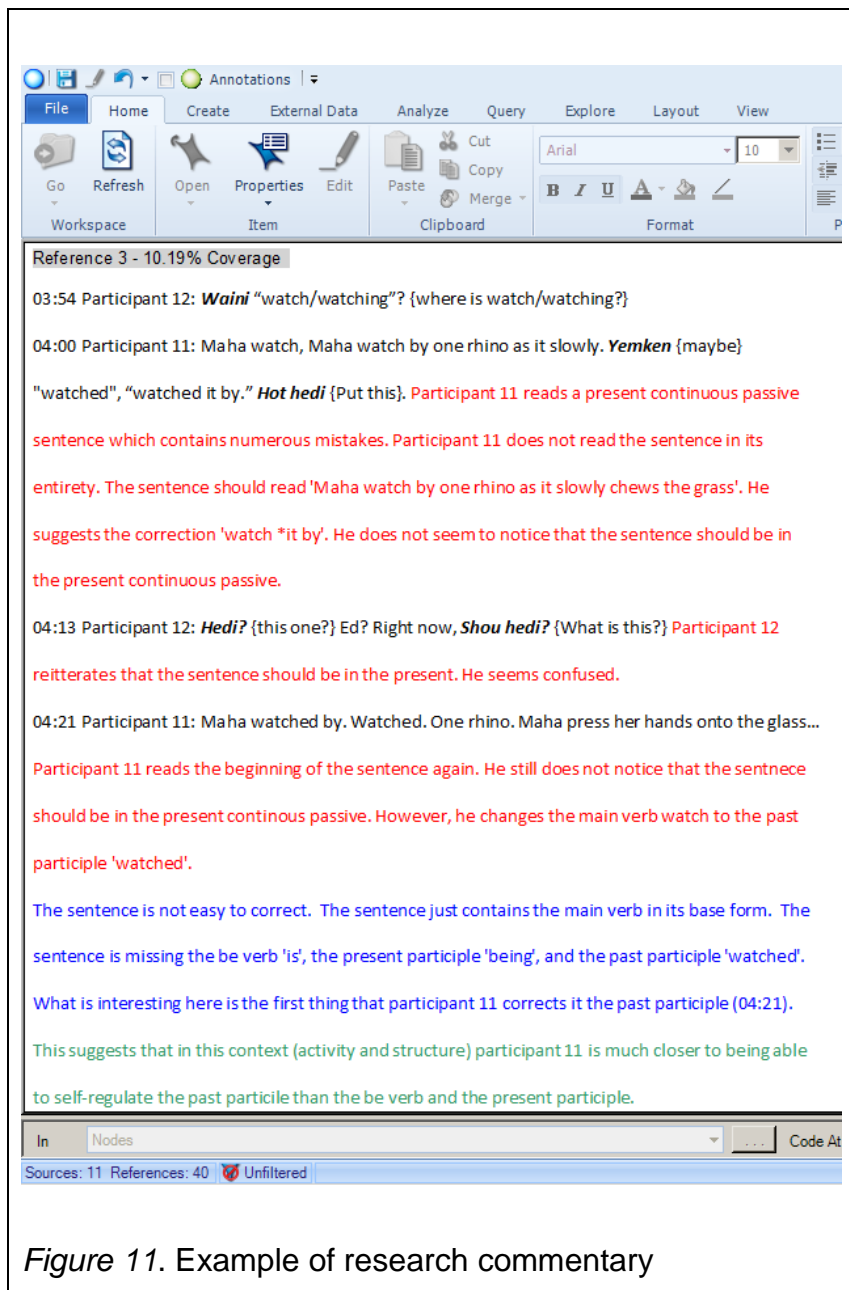 Annotations
File Home Create External Data Analyze Query Explore Layout View
Go Refresh Open Properties Edit Paste Cut Copy Merge Arial 10
B I U A
Workspace Item Clipboard Format P
Reference 3 - 10.19% Coverage
03:54 Participant 12: Waini “watch/watching”? {where is watch/watching?}
04:00 Participant 11: Maha watch, Maha watch by one rhino as it slowly. Yemken {maybe}
"watched", “watched it by.” Hot hedi {Put this}. Participant 11 reads a present continuous passive
sentence which contains numerous mistakes. Participant 11 does not read the sentence in its
entirety. The sentence should read 'Maha watch by one rhino as it slowly chews the grass'. He
suggests the correction 'watch *it by'. He does not seem to notice that the sentence should be in
the present continuous passive.
04:13 Participant 12: Hedi? {this one?} Ed? Right now, Shou hedi? {What is this?} Participant 12
reitterates that the sentence should be in the present. He seems confused.
04:21 Participant 11: Maha watched by. Watched. One rhino. Maha press her hands onto the glass...
Participant 11 reads the beginning of the sentence again. He still does not notice that the sentnece
should be in the present continous passive. However, he changes the main verb watch to the past
participle 'watched'.
The sentence is not easy to correct. The sentence just contains the main verb in its base form. The
sentence is missing the be verb 'is', the present participle 'being', and the past participle 'watched'.
What is interesting here is the first thing that participant 11 corrects it the past participle (04:21).
This suggests that in this context (activity and structure) participant 11 is much closer to being able
to self-regulate the past particile than the be verb and the present participle.
In Nodes ... Code At
Sources: 11 References: 40 Unfiltered
Figure 11. Example of research commentary